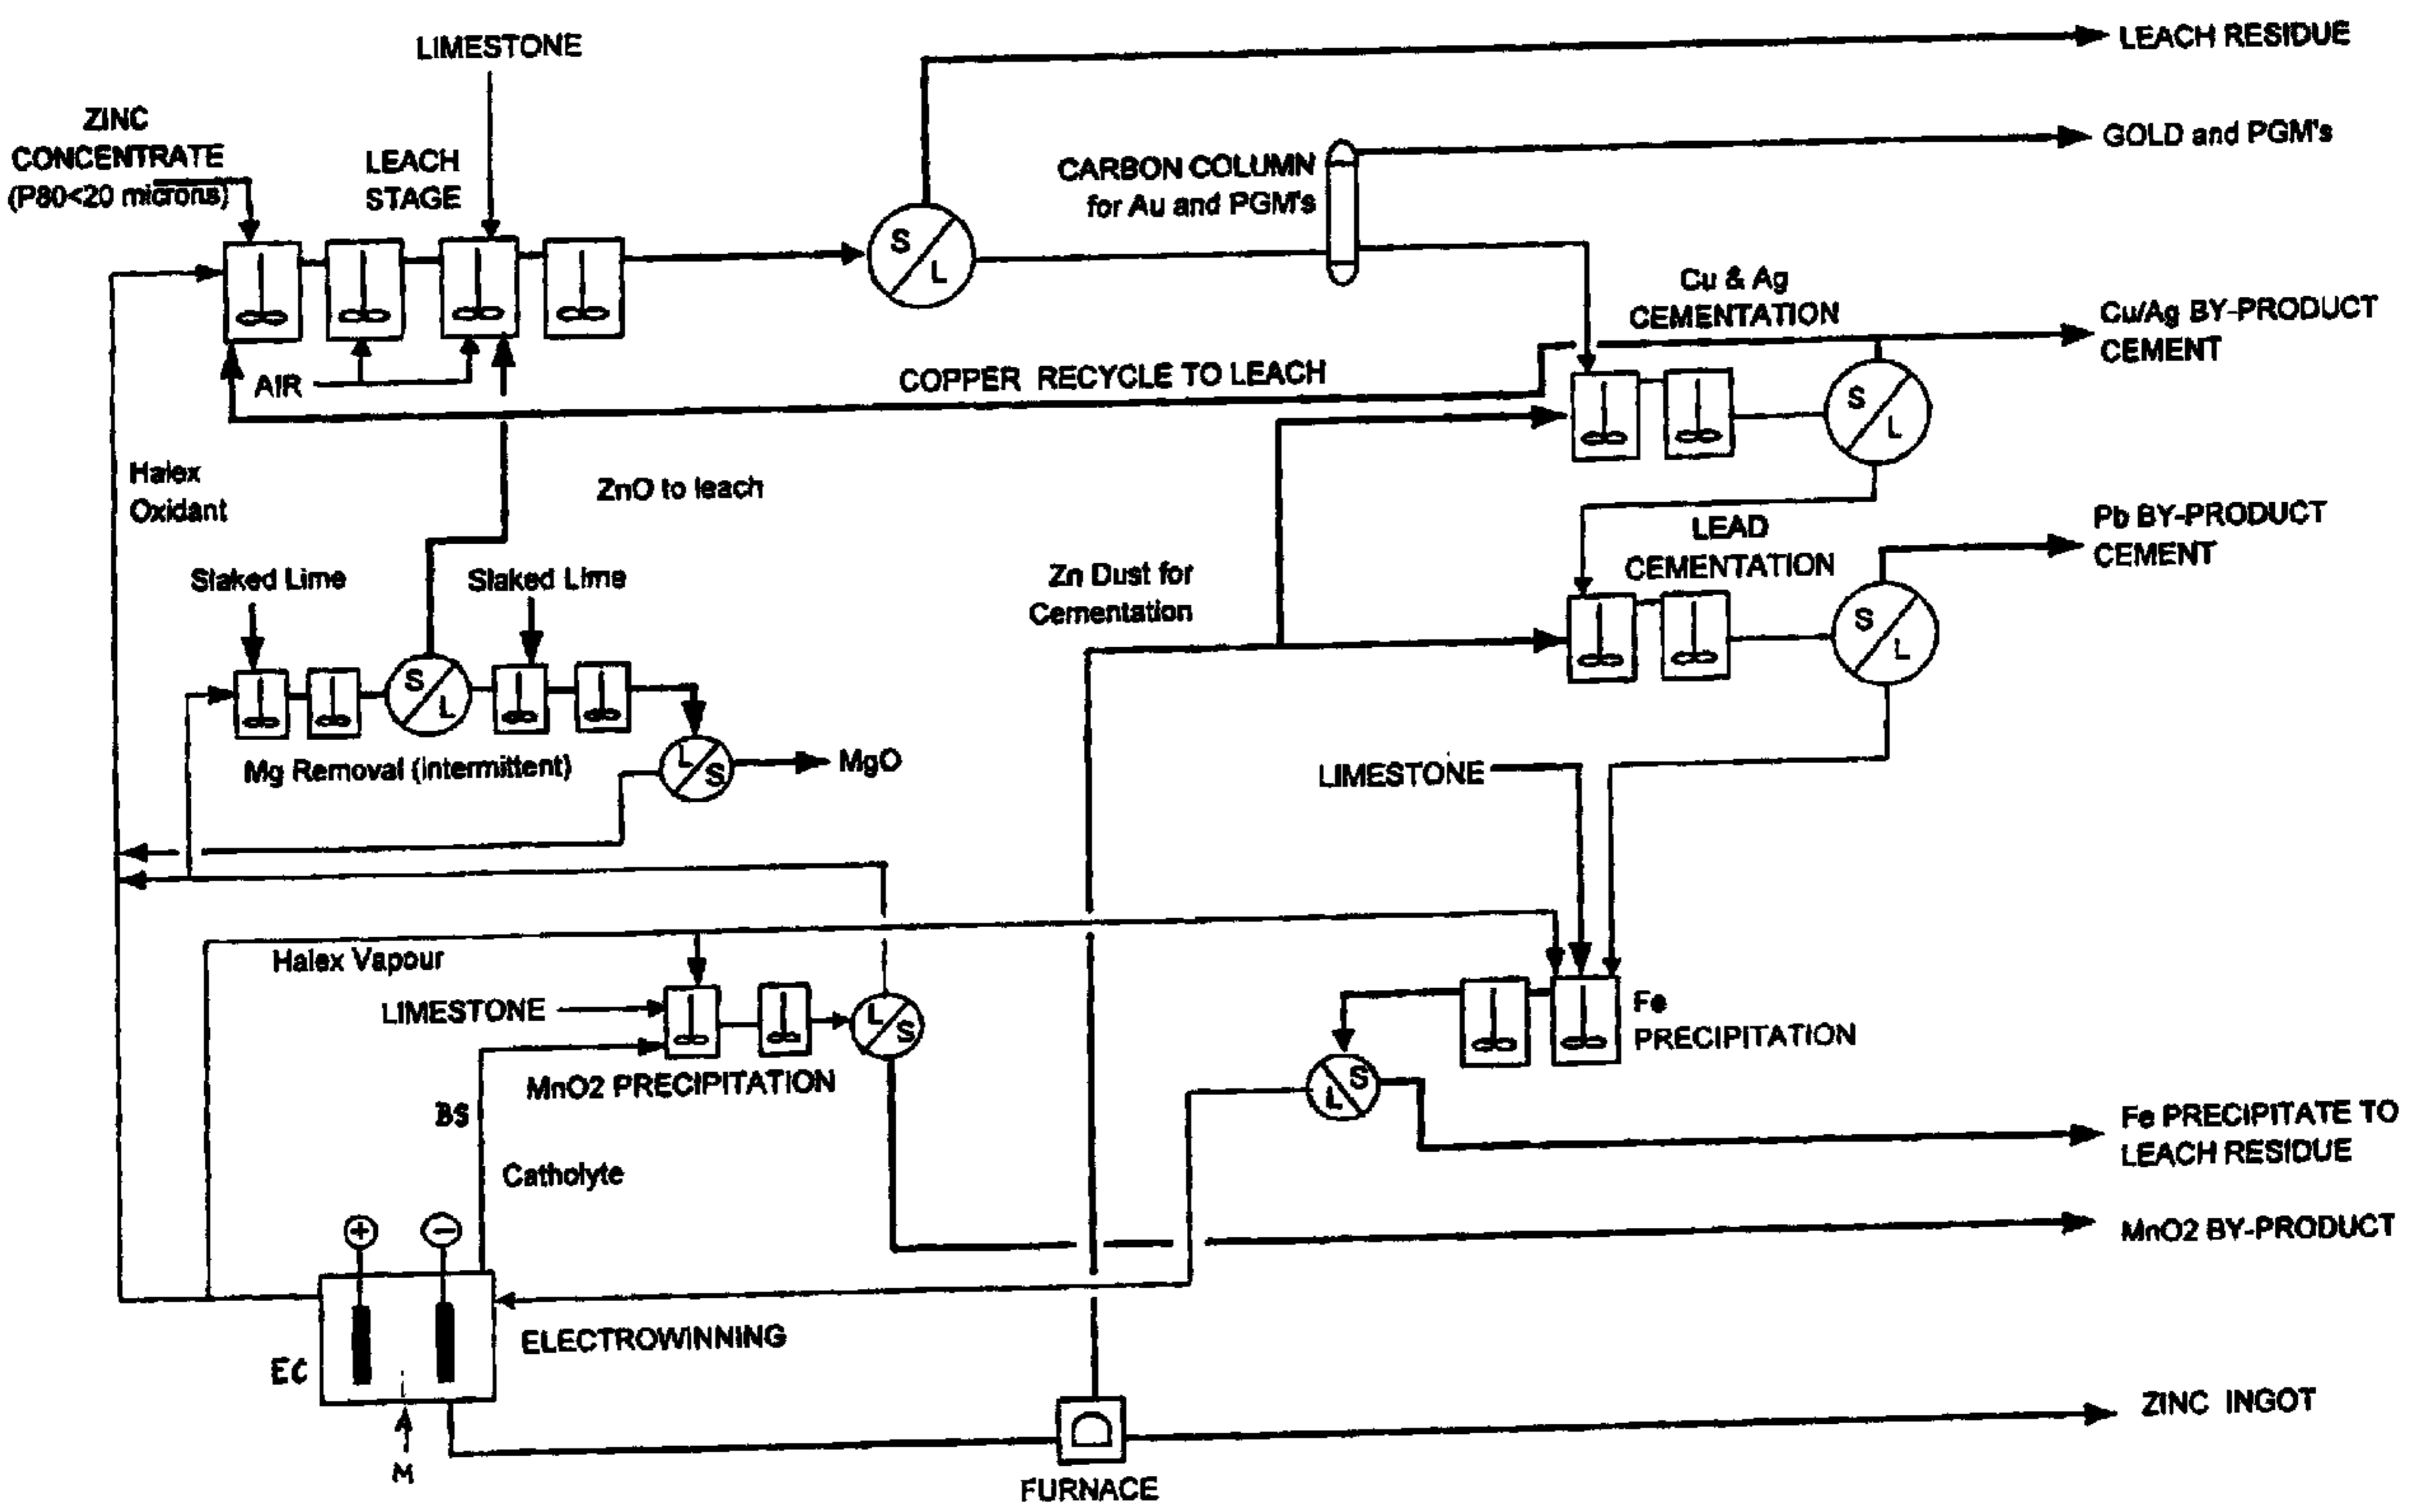 LIMESTONE
LEACH RESIDUE
ZINC
CONCENTRATE
(P80<20 microns)
LEACH
STAGE
GOLD and PGM's
CARBON COLUMN
for Au and PGM's
S
L
Cu & Ag
CEMENTATION
Cu/Ag BY-PRODUCT
CEMENT
AIR
COPPER RECYCLE TO LEACH
S
L
Halex
Oxidant
ZnO to leach
LEAD
CEMENTATION
Pb BY-PRODUCT
CEMENT
Slaked Lime
Slaked Lime
Zn Dust for
Cementation
S
L
S
L
Mg Removal (intermittent)
L
S
MgO
LIMESTONE
Halex Vapour
LIMESTONE
L
S
MnO2 PRECIPITATION
Fe
PRECIPITATION
S
L
BS
Catholyte
Fe PRECIPITATE TO
LEACH RESIDUE
MnO2 BY-PRODUCT
+
−
ELECTROWINNING
EC
M
ZINC INGOT
FURNACE